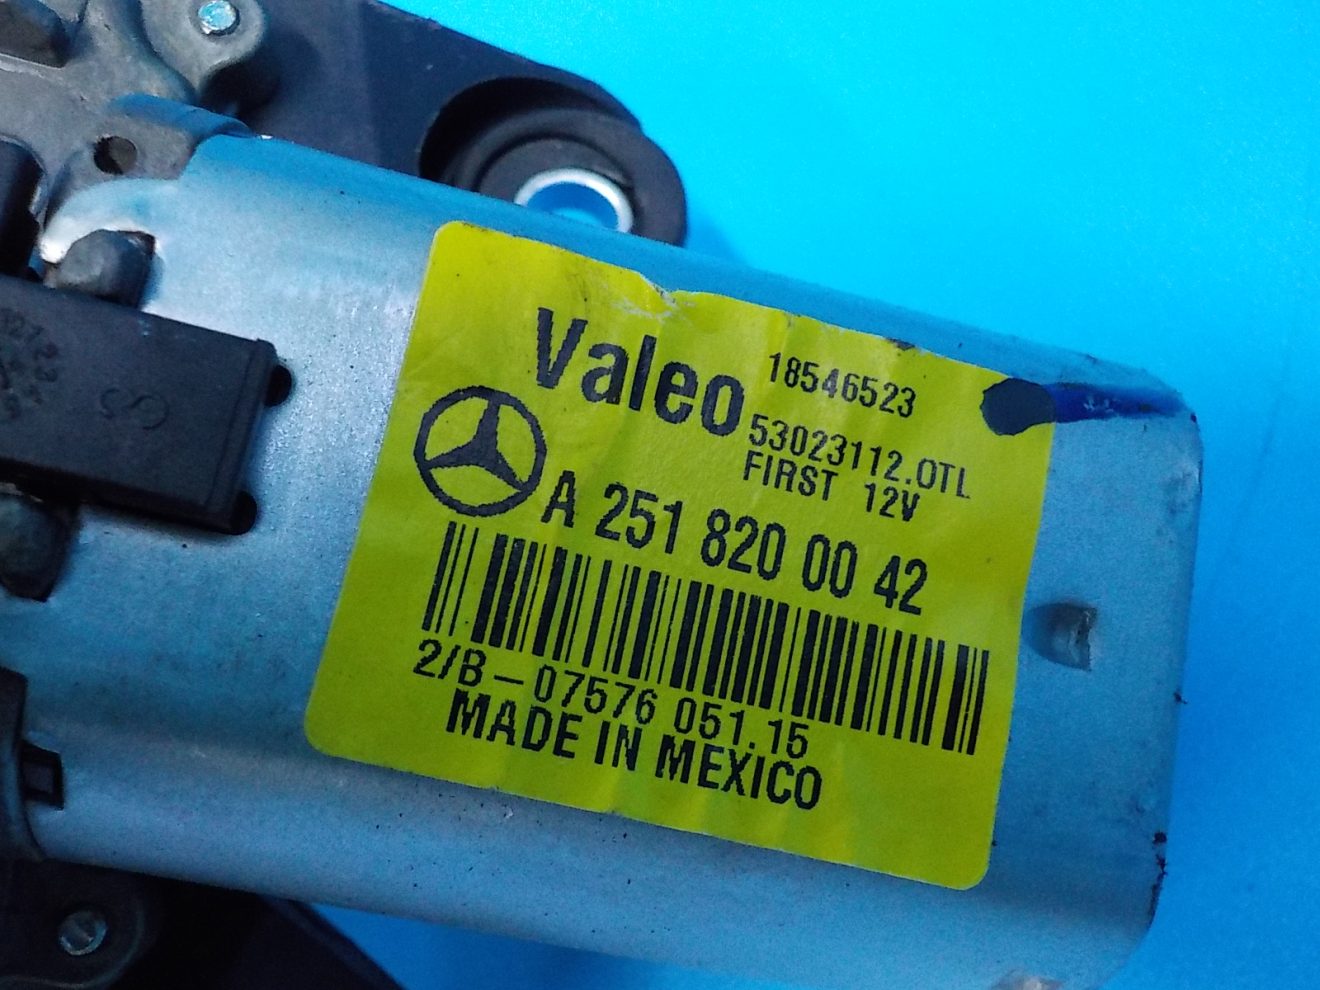 Valeo
18546523
53023112.OTL
FIRST 12V
A 251 820 00 42
2/B - 07576 051.15
MADE IN MEXICO